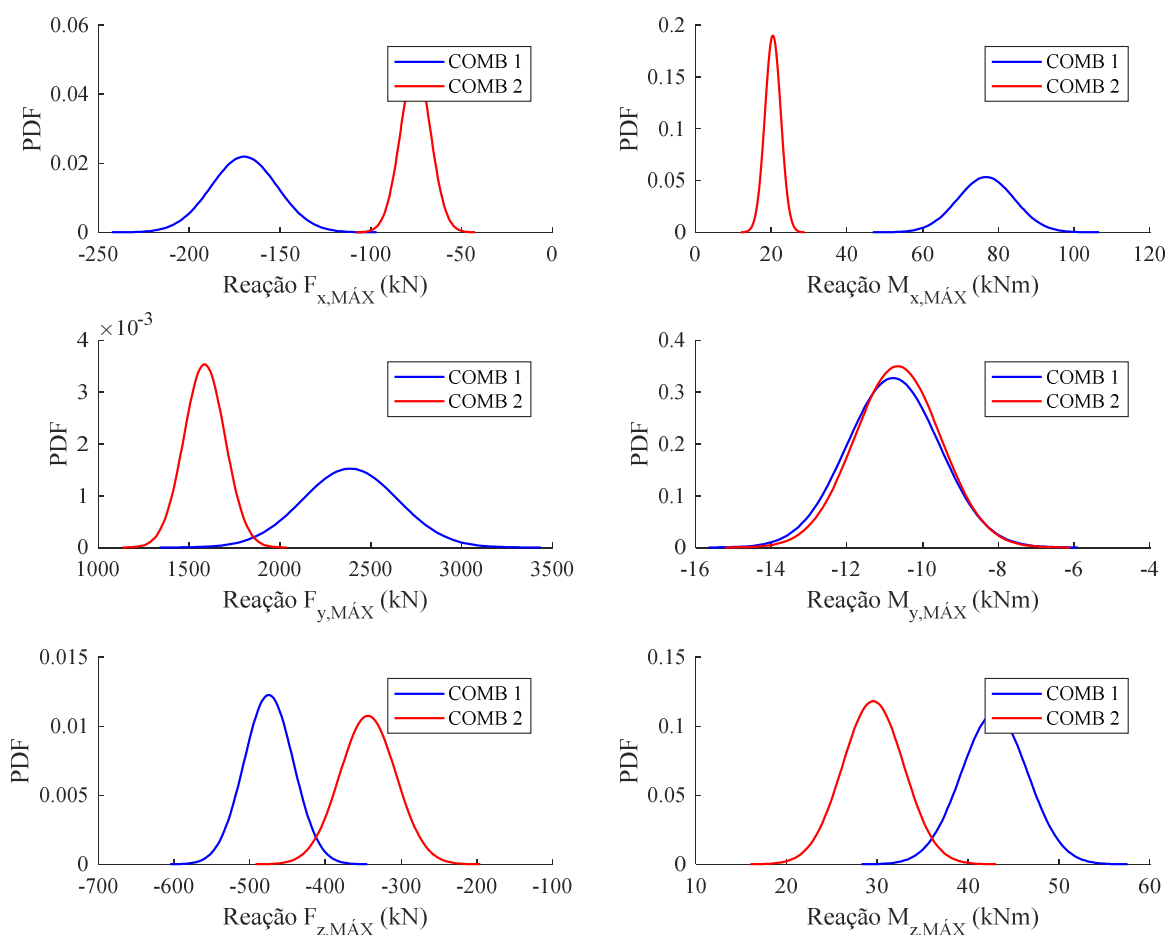 0.06
0.04
0.02
0
PDF
COMB 1
COMB 2
-250 -200 -150 -100 -50 0
Reação Fx,MÁX (kN)
0.2
0.15
0.1
0.05
0
PDF
COMB 1
COMB 2
0 20 40 60 80 100 120
Reação Mx,MÁX (kNm)
×10-3
4
3
2
1
0
PDF
COMB 1
COMB 2
1000 1500 2000 2500 3000 3500
Reação Fy,MÁX (kN)
0.4
0.3
0.2
0.1
0
PDF
COMB 1
COMB 2
-16 -14 -12 -10 -8 -6 -4
Reação My,MÁX (kNm)
0.015
0.01
0.005
0
PDF
COMB 1
COMB 2
-700 -600 -500 -400 -300 -200 -100
Reação Fz,MÁX (kN)
0.15
0.1
0.05
0
PDF
COMB 1
COMB 2
10 20 30 40 50 60
Reação Mz,MÁX (kNm)